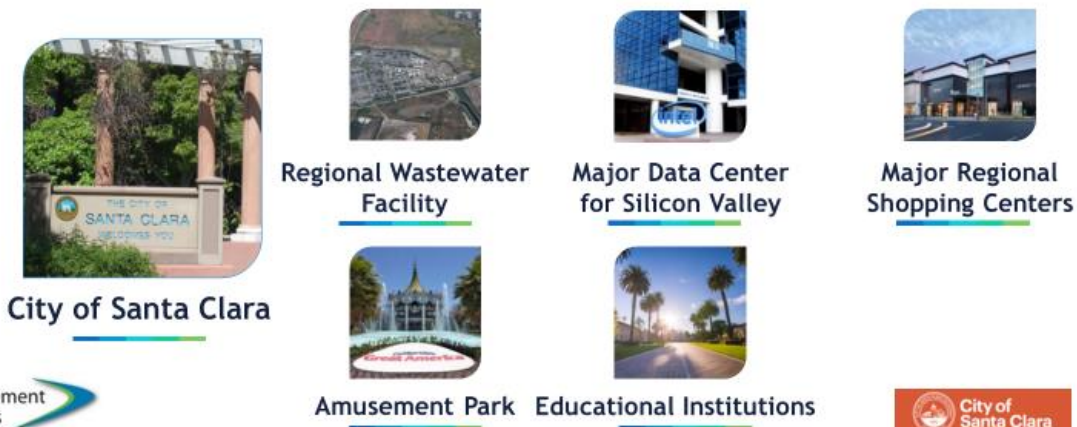 THE CITY OF
SANTA CLARA
WELCOMES YOU
City of Santa Clara
Regional Wastewater
Facility
intel
Major Data Center
for Silicon Valley
Major Regional
Shopping Centers
Great America
Amusement Park
Educational Institutions
City of
Santa Clara